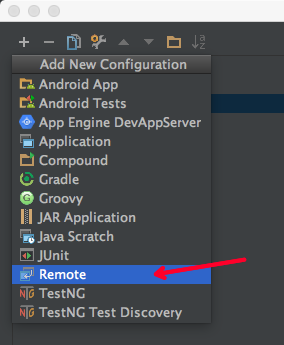 Add New Configuration
Android App
Android Tests
App Engine DevAppServer
Application
Compound
Gradle
Groovy
JAR Application
Java Scratch
JUnit
Remote
TestNG
TestNG Test Discovery